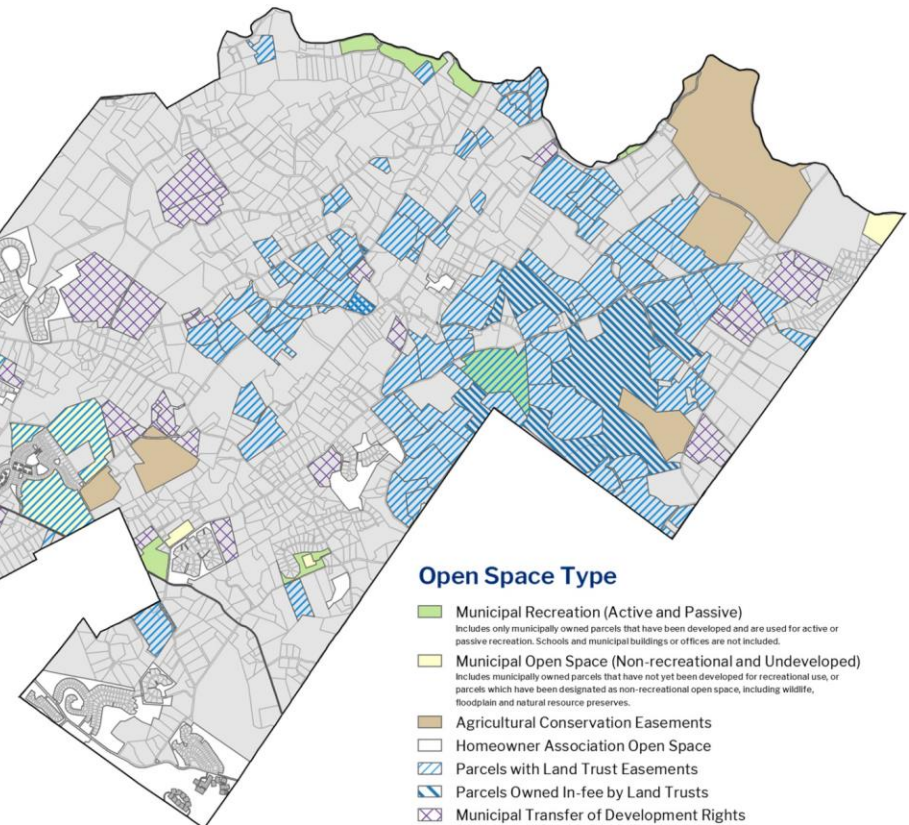 Open Space Type
Municipal Recreation (Active and Passive)
Includes only municipally owned parcels that have been developed and are used for active or
passive recreation. Schools and municipal buildings or offices are not included.
Municipal Open Space (Non-recreational and Undeveloped)
Includes municipally owned parcels that have not yet been developed for recreational use, or
parcels which have been designated as non-recreational open space, including wildlife,
floodplain and natural resource preserves.
Agricultural Conservation Easements
Homeowner Association Open Space
Parcels with Land Trust Easements
Parcels Owned In-fee by Land Trusts
Municipal Transfer of Development Rights